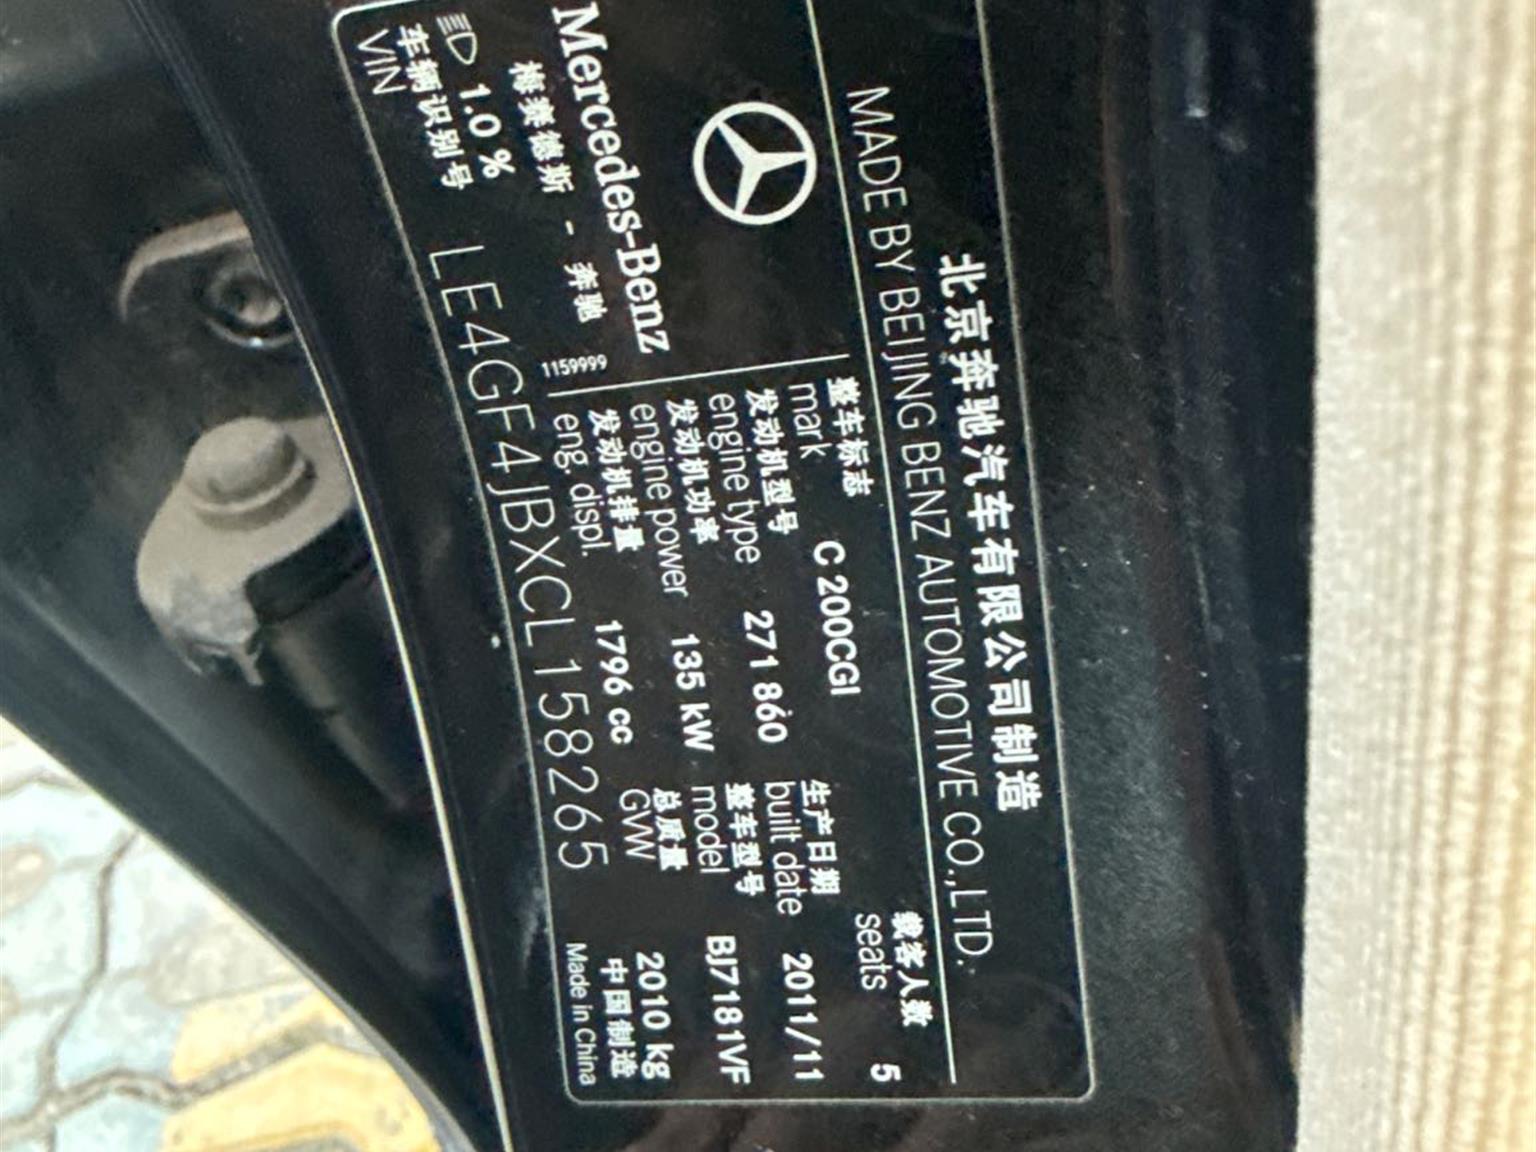 北京奔驰汽车有限公司制造
MADE BY BEIJING BENZ AUTOMOTIVE CO.,LTD.
Mercedes-Benz
梅赛德斯 - 奔驰
1.0 %
1159999
整车标志
mark C 200CGI
载客人数
seats 5
发动机型号
engine type 271 860
生产日期
built date 2011/11
发动机功率
engine power 135 kW
整车型号
model BJ7181VF
发动机排量
eng. displ. 1796 cc
总质量
GVW 2010 kg
车辆识别号
VIN LE4GF4JBXCL158265
中国制造
Made in China